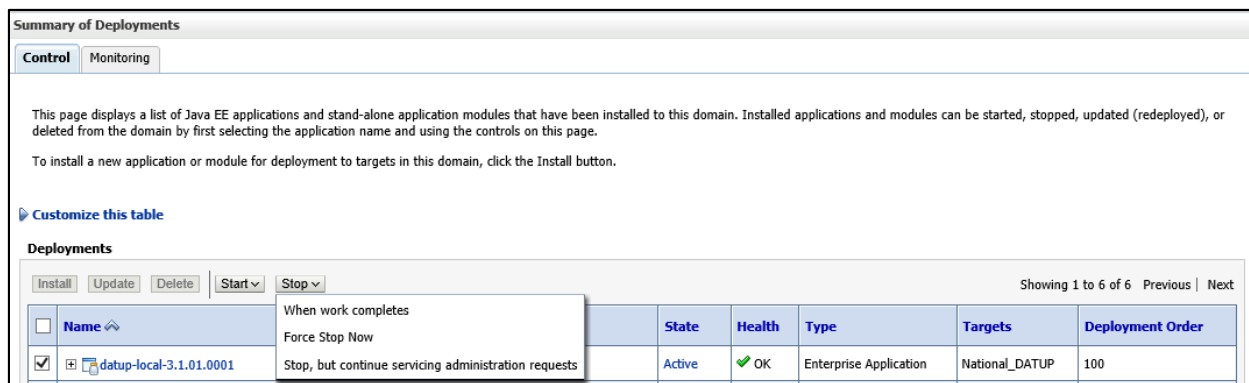 Summary of Deployments
Control Monitoring
This page displays a list of Java EE applications and stand-alone application modules that have been installed to this domain. Installed applications and modules can be started, stopped, updated (redeployed), or
deleted from the domain by first selecting the application name and using the controls on this page.
To install a new application or module for deployment to targets in this domain, click the Install button.
Customize this table
Deployments
Install Update Delete Start Stop Showing 1 to 6 of 6 Previous | Next
When work completes
Force Stop Now
Stop, but continue servicing administration requests
Name State Health Type Targets Deployment Order
datup-local-3.1.01.0001 Active OK Enterprise Application National_DATUP 100